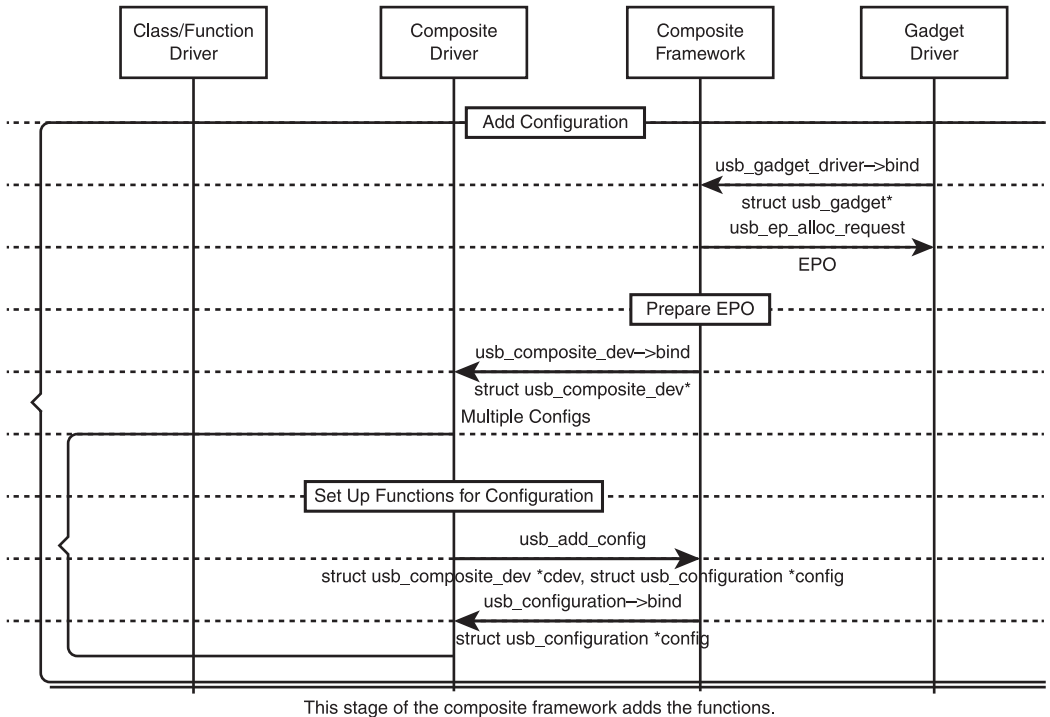 Class/Function
Driver
Composite
Driver
Composite
Framework
Gadget
Driver
Add Configuration
usb_gadget_driver–>bind
struct usb_gadget*
usb_ep_alloc_request
EPO
Prepare EPO
usb_composite_dev–>bind
struct usb_composite_dev*
Multiple Configs
Set Up Functions for Configuration
usb_add_config
struct usb_composite_dev *cdev, struct usb_configuration *config
usb_configuration–>bind
struct usb_configuration *config
This stage of the composite framework adds the functions.